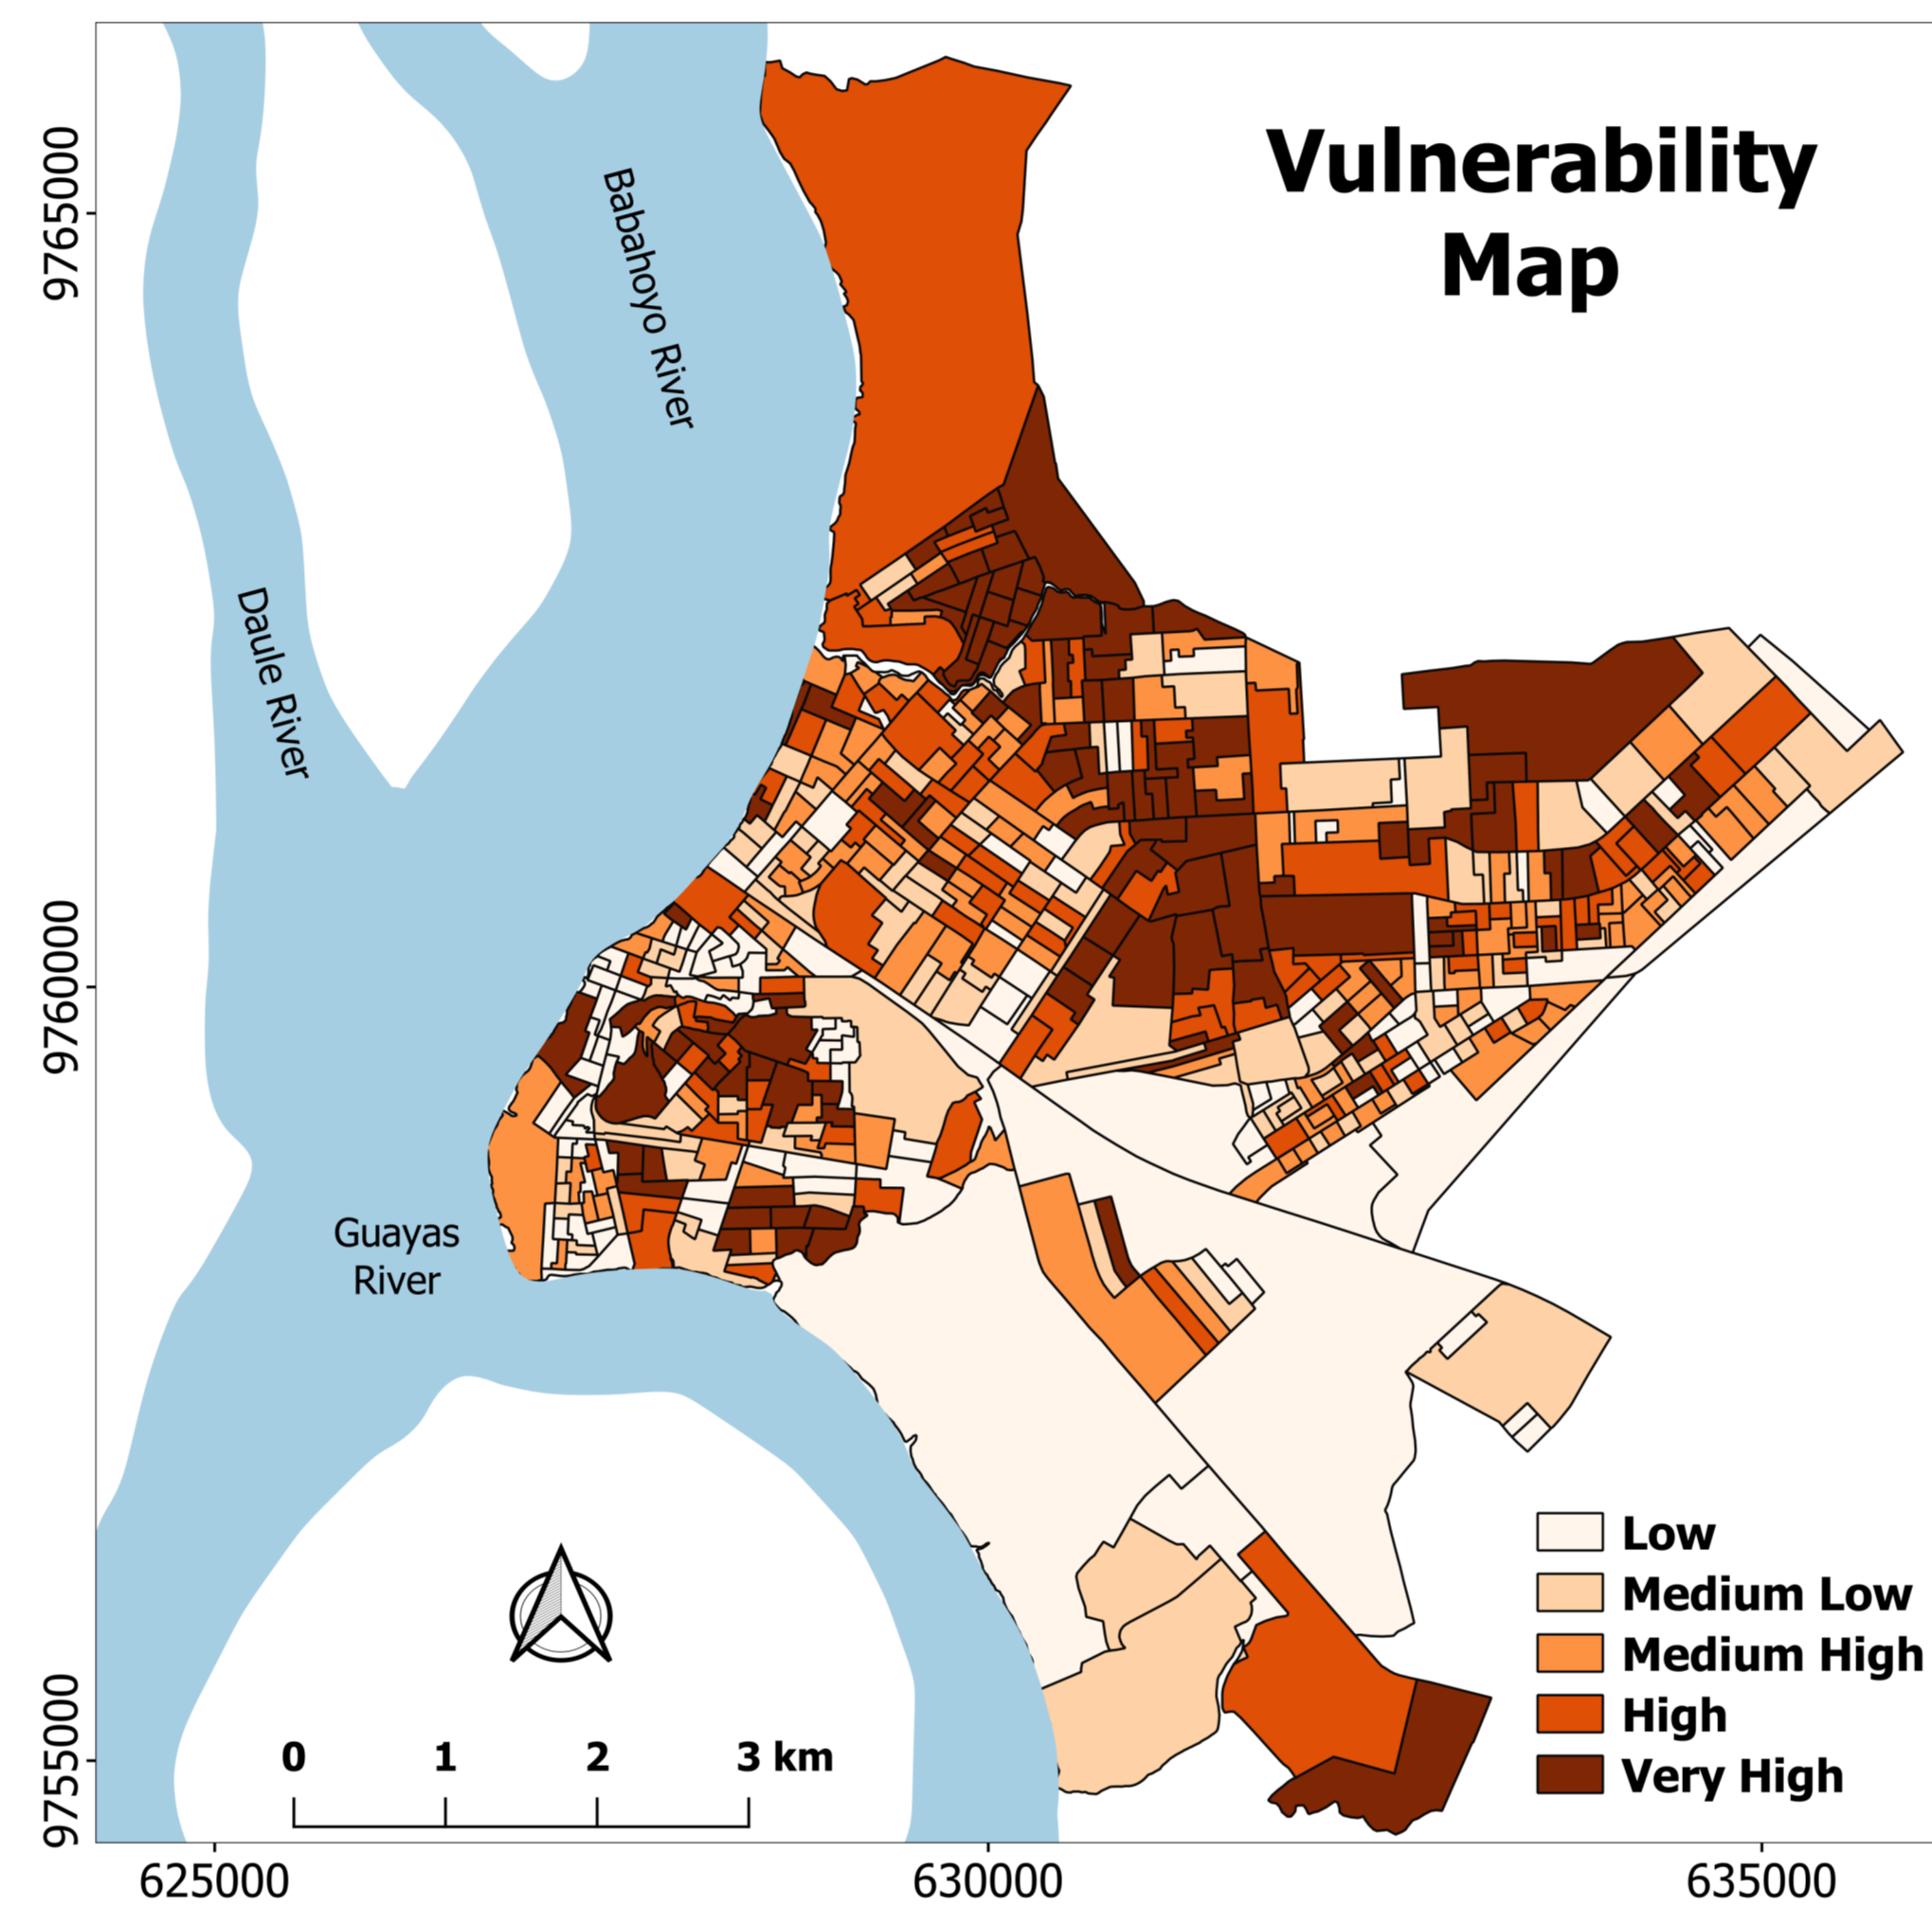 Vulnerability
Map
9765000
9760000
9755000
Babahoyo River
Daule River
Guayas
River
Low
Medium Low
Medium High
High
Very High
0 1 2 3 km
625000 630000 635000